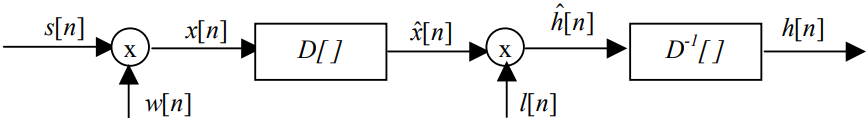 s[n] x x[n] D[ ] x̂[n] x ĥ[n] D⁻¹[ ] h[n]
w[n] l[n]